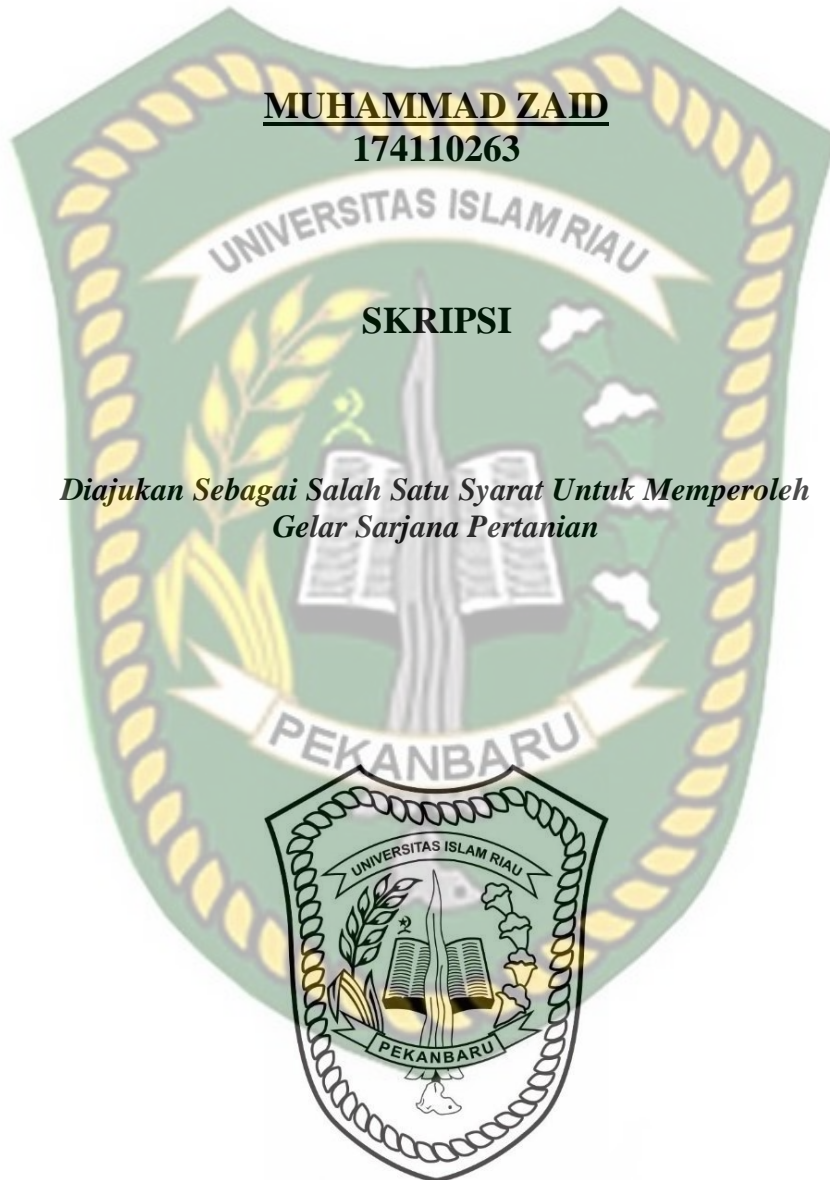 MUHAMMAD ZAID
174110263
UNIVERSITAS ISLAM RIAU
SKRIPSI
Diajukan Sebagai Salah Satu Syarat Untuk Memperoleh
Gelar Sarjana Pertanian
PEKANBARU
UNIVERSITAS ISLAM RIAU
PEKANBARU